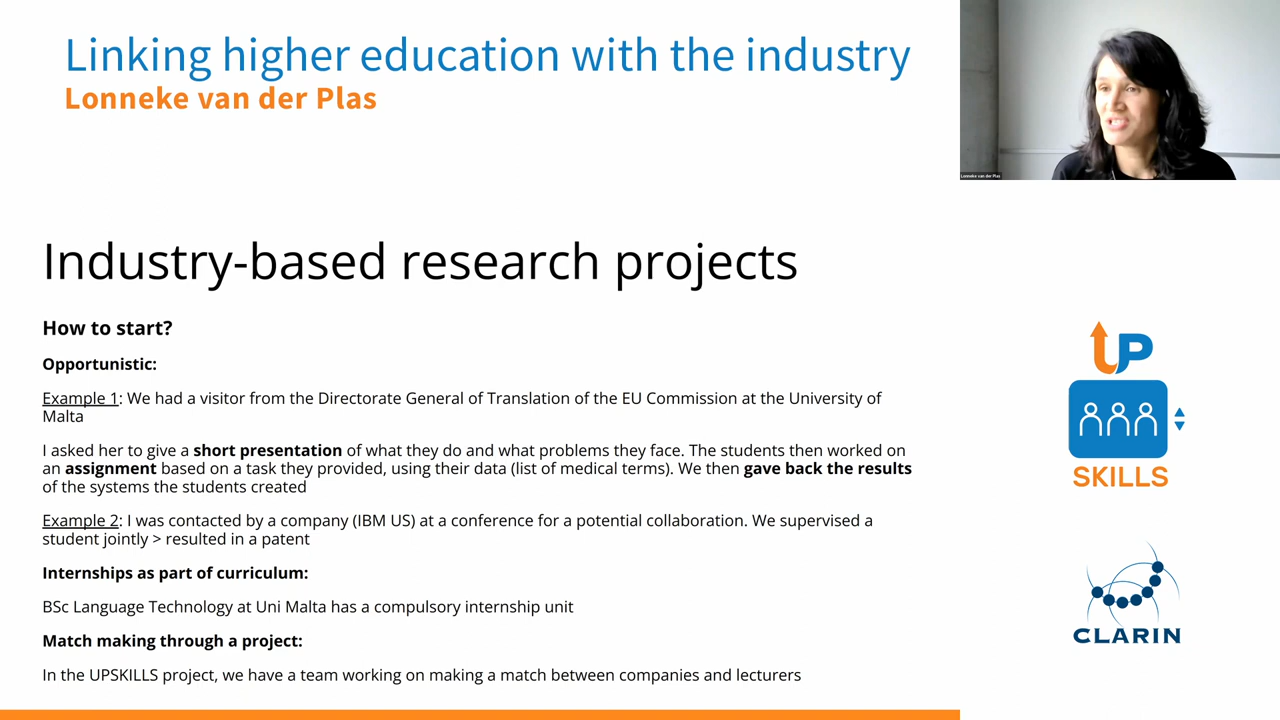 Linking higher education with the industry
Lonneke van der Plas
Lonneke van der Plas
Industry-based research projects
How to start?
Opportunistic:
Example 1: We had a visitor from the Directorate General of Translation of the EU Commission at the University of
Malta
I asked her to give a short presentation of what they do and what problems they face. The students then worked on
an assignment based on a task they provided, using their data (list of medical terms). We then gave back the results
of the systems the students created
Example 2: I was contacted by a company (IBM US) at a conference for a potential collaboration. We supervised a
student jointly > resulted in a patent
Internships as part of curriculum:
BSc Language Technology at Uni Malta has a compulsory internship unit
Match making through a project:
In the UPSKILLS project, we have a team working on making a match between companies and lecturers
UP
SKILLS
CLARIN